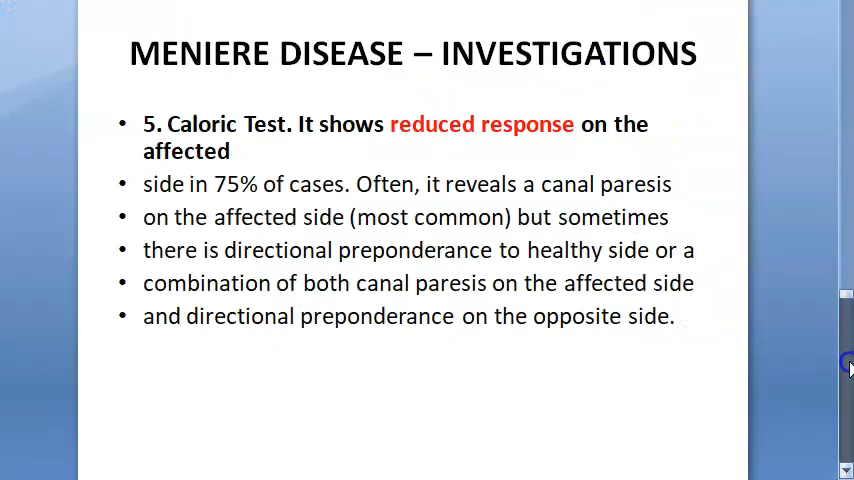 MENIERE DISEASE – INVESTIGATIONS
• 5. Caloric Test. It shows reduced response on the
affected
• side in 75% of cases. Often, it reveals a canal paresis
• on the affected side (most common) but sometimes
• there is directional preponderance to healthy side or a
• combination of both canal paresis on the affected side
• and directional preponderance on the opposite side.